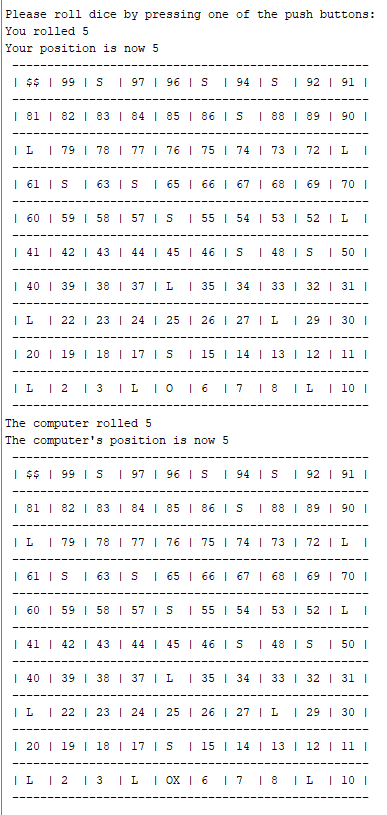 Please roll dice by pressing one of the push buttons:
You rolled 5
Your position is now 5
---------------------------------------------------
| $$ | 99 | S  | 97 | 96 | S  | 94 | S  | 92 | 91 |
---------------------------------------------------
| 81 | 82 | 83 | 84 | 85 | 86 | S  | 88 | 89 | 90 |
---------------------------------------------------
| L  | 79 | 78 | 77 | 76 | 75 | 74 | 73 | 72 | L  |
---------------------------------------------------
| 61 | S  | 63 | S  | 65 | 66 | 67 | 68 | 69 | 70 |
---------------------------------------------------
| 60 | 59 | 58 | 57 | S  | 55 | 54 | 53 | 52 | L  |
---------------------------------------------------
| 41 | 42 | 43 | 44 | 45 | 46 | S  | 48 | S  | 50 |
---------------------------------------------------
| 40 | 39 | 38 | 37 | L  | 35 | 34 | 33 | 32 | 31 |
---------------------------------------------------
| L  | 22 | 23 | 24 | 25 | 26 | 27 | L  | 29 | 30 |
---------------------------------------------------
| 20 | 19 | 18 | 17 | S  | 15 | 14 | 13 | 12 | 11 |
---------------------------------------------------
| L  | 2  | 3  | L  | O  | 6  | 7  | 8  | L  | 10 |
---------------------------------------------------
The computer rolled 5
The computer's position is now 5
---------------------------------------------------
| $$ | 99 | S  | 97 | 96 | S  | 94 | S  | 92 | 91 |
---------------------------------------------------
| 81 | 82 | 83 | 84 | 85 | 86 | S  | 88 | 89 | 90 |
---------------------------------------------------
| L  | 79 | 78 | 77 | 76 | 75 | 74 | 73 | 72 | L  |
---------------------------------------------------
| 61 | S  | 63 | S  | 65 | 66 | 67 | 68 | 69 | 70 |
---------------------------------------------------
| 60 | 59 | 58 | 57 | S  | 55 | 54 | 53 | 52 | L  |
---------------------------------------------------
| 41 | 42 | 43 | 44 | 45 | 46 | S  | 48 | S  | 50 |
---------------------------------------------------
| 40 | 39 | 38 | 37 | L  | 35 | 34 | 33 | 32 | 31 |
---------------------------------------------------
| L  | 22 | 23 | 24 | 25 | 26 | 27 | L  | 29 | 30 |
---------------------------------------------------
| 20 | 19 | 18 | 17 | S  | 15 | 14 | 13 | 12 | 11 |
---------------------------------------------------
| L  | 2  | 3  | L  | OX | 6  | 7  | 8  | L  | 10 |
---------------------------------------------------